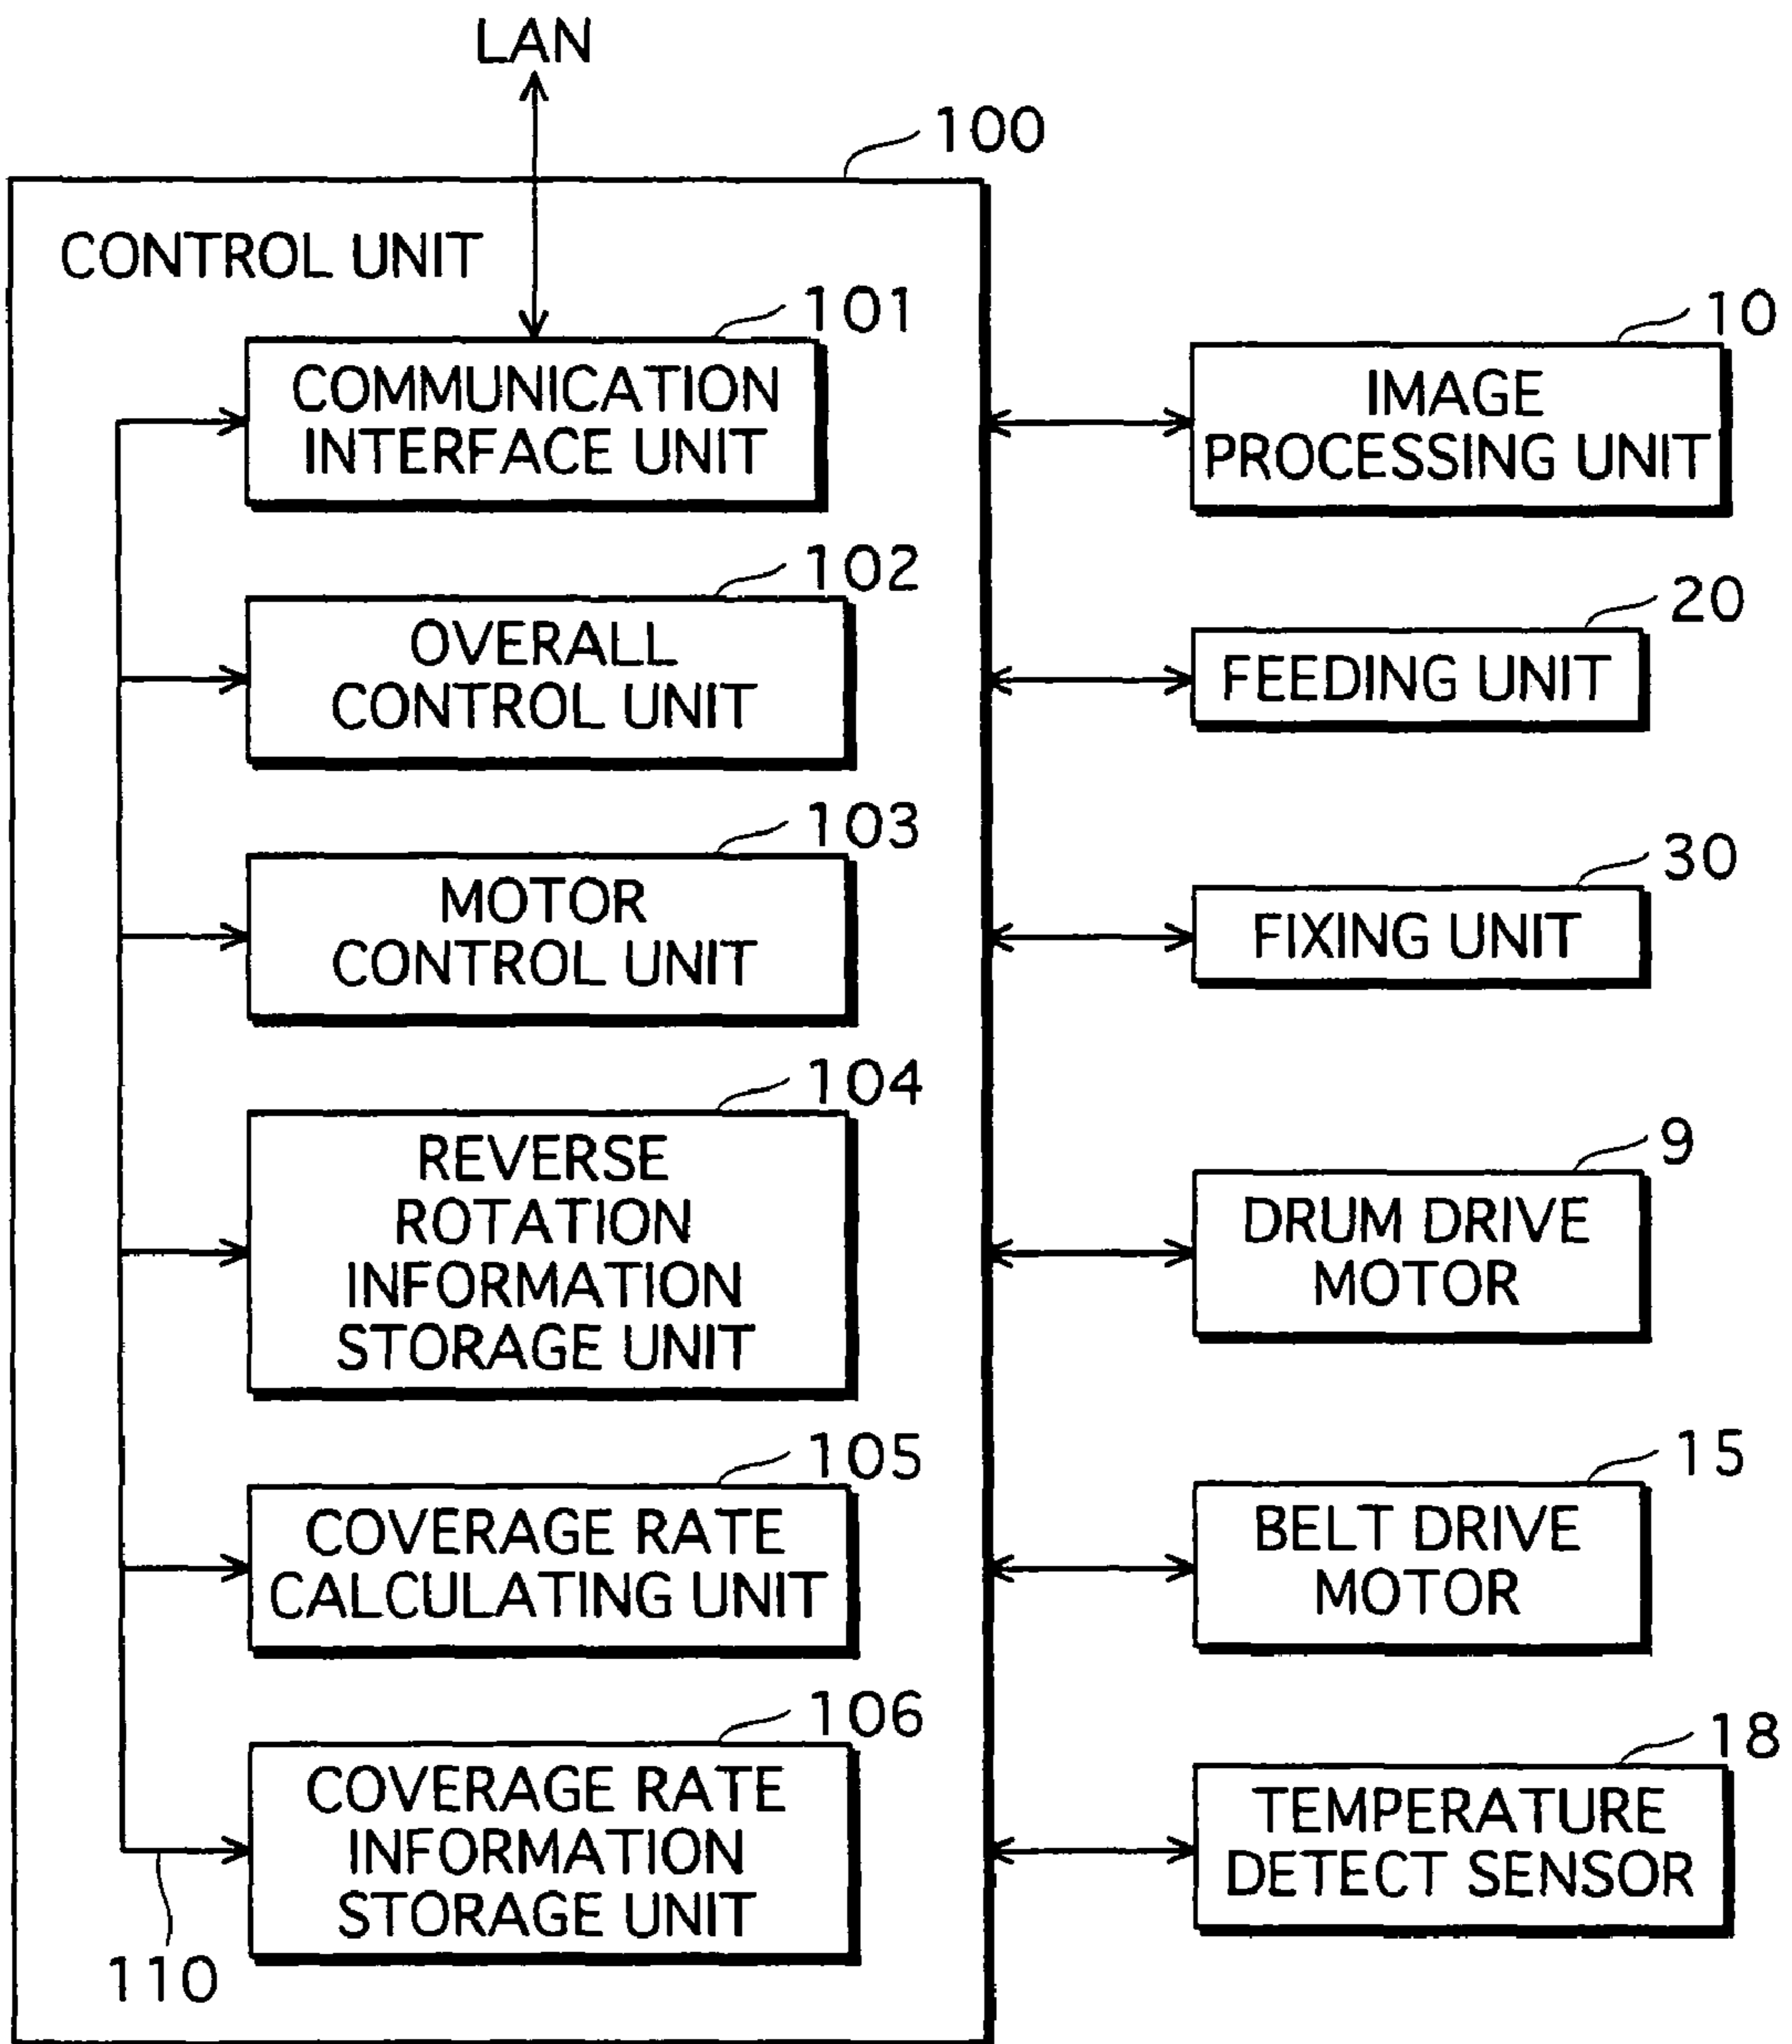 LAN
100
CONTROL UNIT
101
COMMUNICATION
INTERFACE UNIT
102
OVERALL
CONTROL UNIT
103
MOTOR
CONTROL UNIT
104
REVERSE
ROTATION
INFORMATION
STORAGE UNIT
105
COVERAGE RATE
CALCULATING UNIT
106
COVERAGE RATE
INFORMATION
STORAGE UNIT
110
10
IMAGE
PROCESSING UNIT
20
FEEDING UNIT
30
FIXING UNIT
9
DRUM DRIVE
MOTOR
15
BELT DRIVE
MOTOR
18
TEMPERATURE
DETECT SENSOR